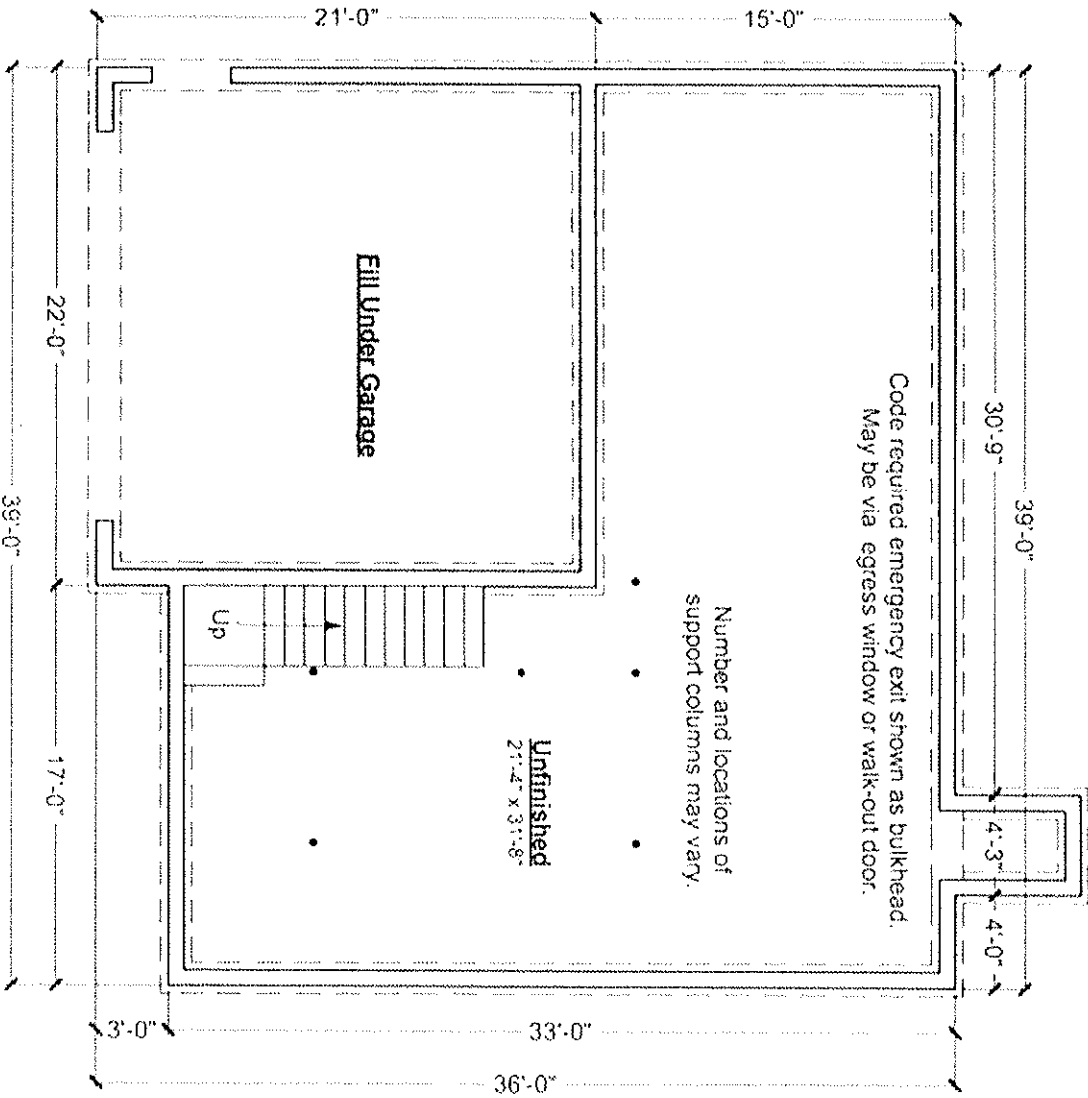 21'-0"
15'-0"
39'-0"
22'-0"
17'-0"
30'-9"
39'-0"
4'-3"
4'-0"
Code required emergency exit shown as bulkhead.
May be via egress window or walk-out door.
Fill Under Garage
Number and locations of
support columns may vary.
Up
Unfinished
21'-4" x 31'-8"
3'-0"
33'-0"
36'-0"